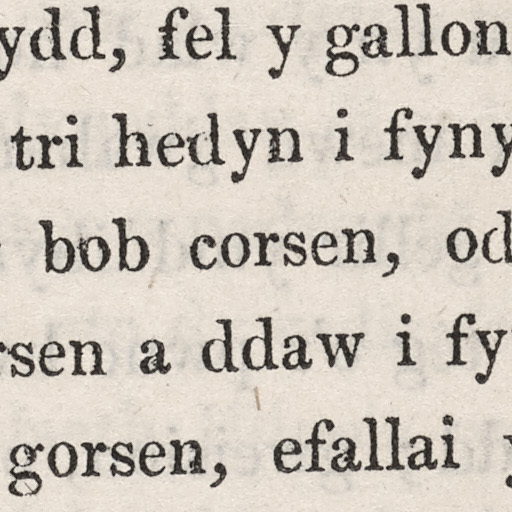 ydd, fel y gallon
tri hedyn i fyny
bob corsen, od
rsen a ddaw i fy
gorsen, efallai y